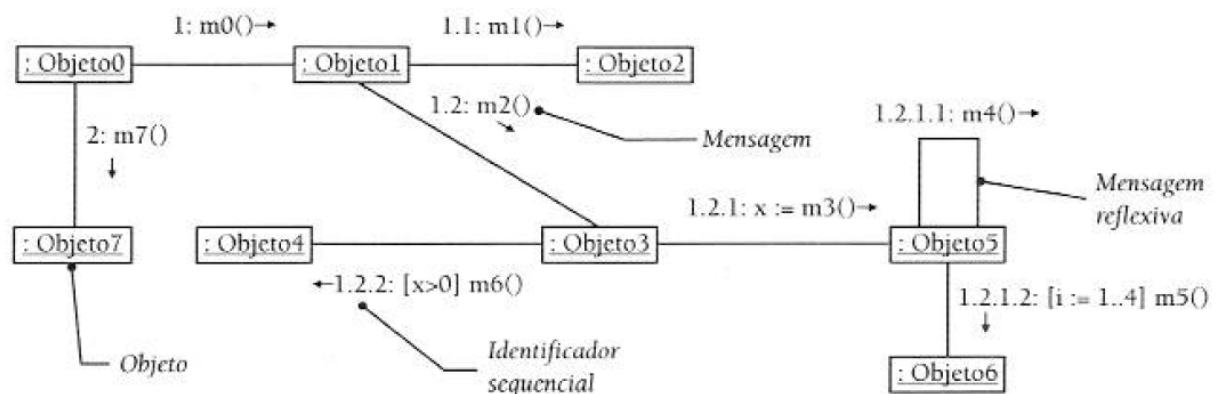 1: m0()→
1.1: m1()→
: Objeto0
: Objeto1
: Objeto2
1.2: m2()
1.2.1.1: m4()→
2: m7()
Mensagem
Mensagem
reflexiva
1.2.1: x := m3()→
: Objeto7
: Objeto4
: Objeto3
: Objeto5
←1.2.2: [x>0] m6()
1.2.1.2: [i := 1..4] m5()
Objeto
Identificador
sequencial
: Objeto6